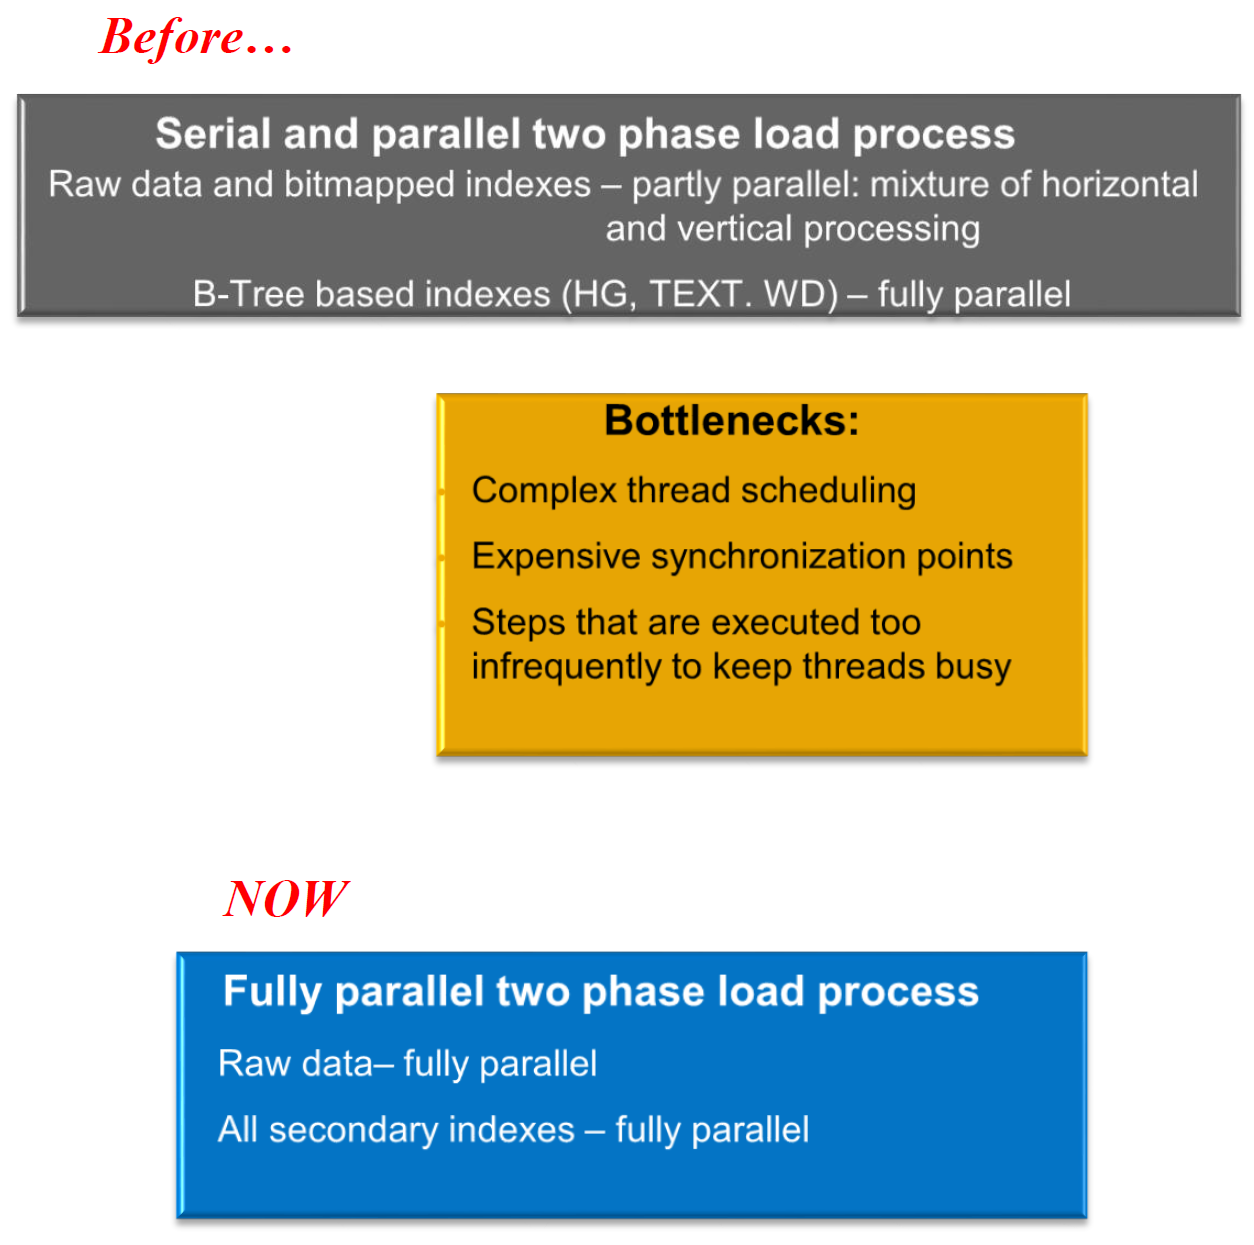 Before…
Serial and parallel two phase load process
Raw data and bitmapped indexes – partly parallel: mixture of horizontal
and vertical processing
B-Tree based indexes (HG, TEXT. WD) – fully parallel
Bottlenecks:
Complex thread scheduling
Expensive synchronization points
Steps that are executed too
infrequently to keep threads busy
NOW
Fully parallel two phase load process
Raw data– fully parallel
All secondary indexes – fully parallel